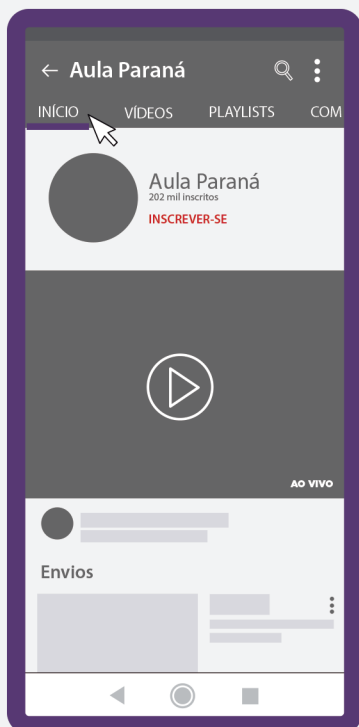 Aula Paraná
INÍCIO VÍDEOS PLAYLISTS COM
Aula Paraná
202 mil inscritos
INSCREVER-SE
AO VIVO
Envios